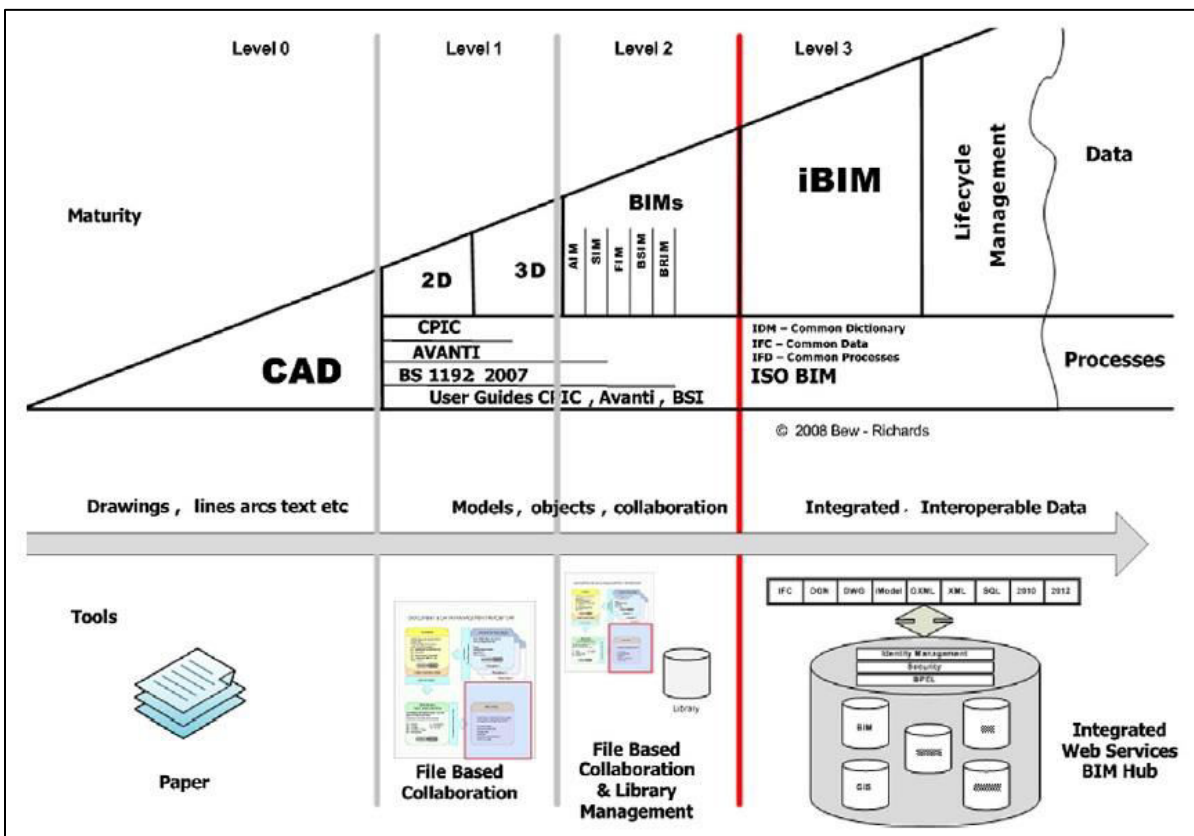 Level 0
Level 1
Level 2
Level 3
Maturity
CAD
2D
3D
BIMs
AIM
SIM
FIM
BSIM
BRIM
iBIM
Lifecycle
Management
Data
CPIC
AVANTI
BS 1192 2007
User Guides CPIC , Avanti , BSI
IDM – Common Dictionary
IFC – Common Data
IFD – Common Processes
ISO BIM
Processes
© 2008 Bew - Richards
Drawings , lines arcs text etc
Models , objects , collaboration
Integrated , Interoperable Data
Tools
Paper
File Based
Collaboration
Library
File Based
Collaboration
& Library
Management
IFC DGN DWG iModel GXML XML SQL 2010 2012
Identity Management
Security
BPEL
BIM
GIS
Integrated
Web Services
BIM Hub